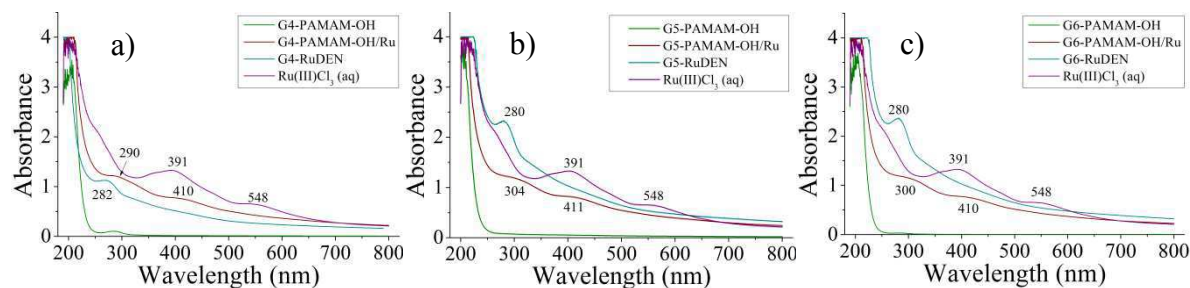 a)
G4-PAMAM-OH
G4-PAMAM-OH/Ru
G4-RuDEN
Ru(III)Cl₃ (aq)
Absorbance
4
3
2
1
0
290
391
282
410
548
200 300 400 500 600 700 800
Wavelength (nm)
b)
G5-PAMAM-OH
G5-PAMAM-OH/Ru
G5-RuDEN
Ru(III)Cl₃ (aq)
Absorbance
4
3
2
1
0
280
391
304
411
548
200 300 400 500 600 700 800
Wavelength (nm)
c)
G6-PAMAM-OH
G6-PAMAM-OH/Ru
G6-RuDEN
Ru(III)Cl₃ (aq)
Absorbance
4
3
2
1
0
280
391
300
410
548
200 300 400 500 600 700 800
Wavelength (nm)